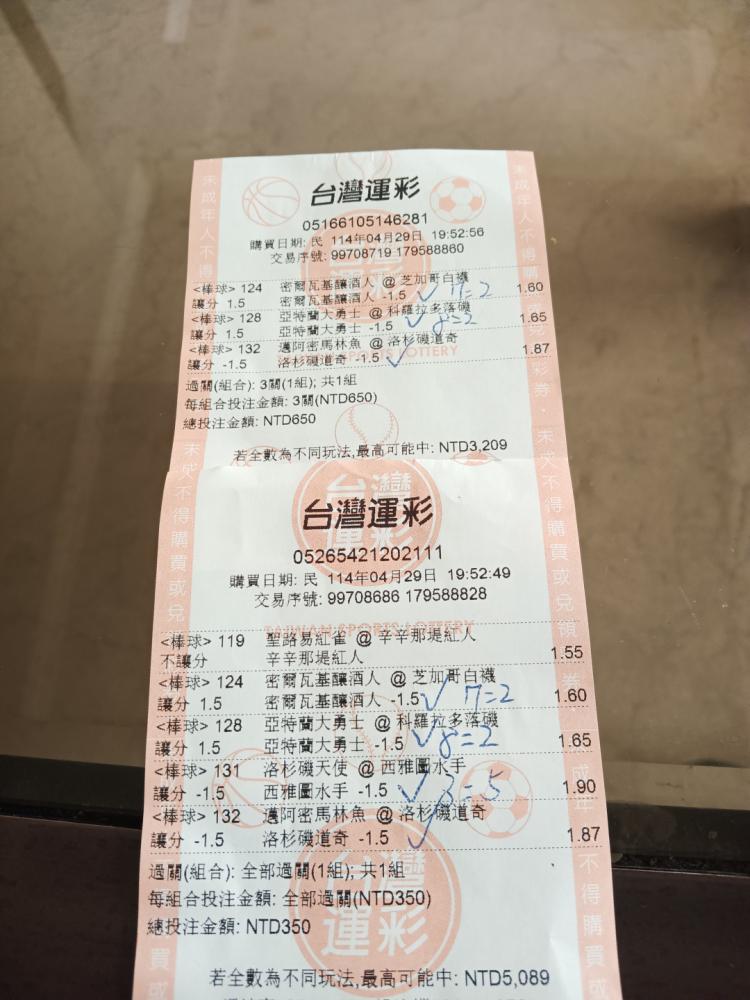 台灣運彩
05166105146281
購買日期: 民 114年04月29日 19:52:56
交易序號: 99708719 179588860
<棒球> 124 密爾瓦基釀酒人 @ 芝加哥白襪
讓分 1.5 密爾瓦基釀酒人 -1.5 ✓ 7=2 1.60
<棒球> 128 亞特蘭大勇士 @ 科羅拉多落磯
讓分 1.5 亞特蘭大勇士 -1.5 ✓ 8=2 1.65
<棒球> 132 邁阿密馬林魚 @ 洛杉磯道奇
讓分 -1.5 洛杉磯道奇 -1.5 ✓ 1.87
過關(組合): 3關(1組); 共1組
每組合投注金額: 3關(NTD650)
總投注金額: NTD650
若全數為不同玩法,最高可能中: NTD3,209
台灣運彩
05265421202111
購買日期: 民 114年04月29日 19:52:49
交易序號: 99708686 179588828
TAIWAN SPORTS LOTTERY
<棒球> 119 聖路易紅雀 @ 辛辛那堤紅人
不讓分 辛辛那堤紅人 1.55
<棒球> 124 密爾瓦基釀酒人 @ 芝加哥白襪
讓分 1.5 密爾瓦基釀酒人 -1.5 ✓ 7=2 1.60
<棒球> 128 亞特蘭大勇士 @ 科羅拉多落磯
讓分 1.5 亞特蘭大勇士 -1.5 ✓ 8=2 1.65
<棒球> 131 洛杉磯天使 @ 西雅圖水手
讓分 -1.5 西雅圖水手 -1.5 ✓ 3=5 1.90
<棒球> 132 邁阿密馬林魚 @ 洛杉磯道奇
讓分 -1.5 洛杉磯道奇 -1.5 ✓ 1.87
過關(組合): 全部過關(1組); 共1組
每組合投注金額: 全部過關(NTD350)
總投注金額: NTD350
若全數為不同玩法,最高可能中: NTD5,089